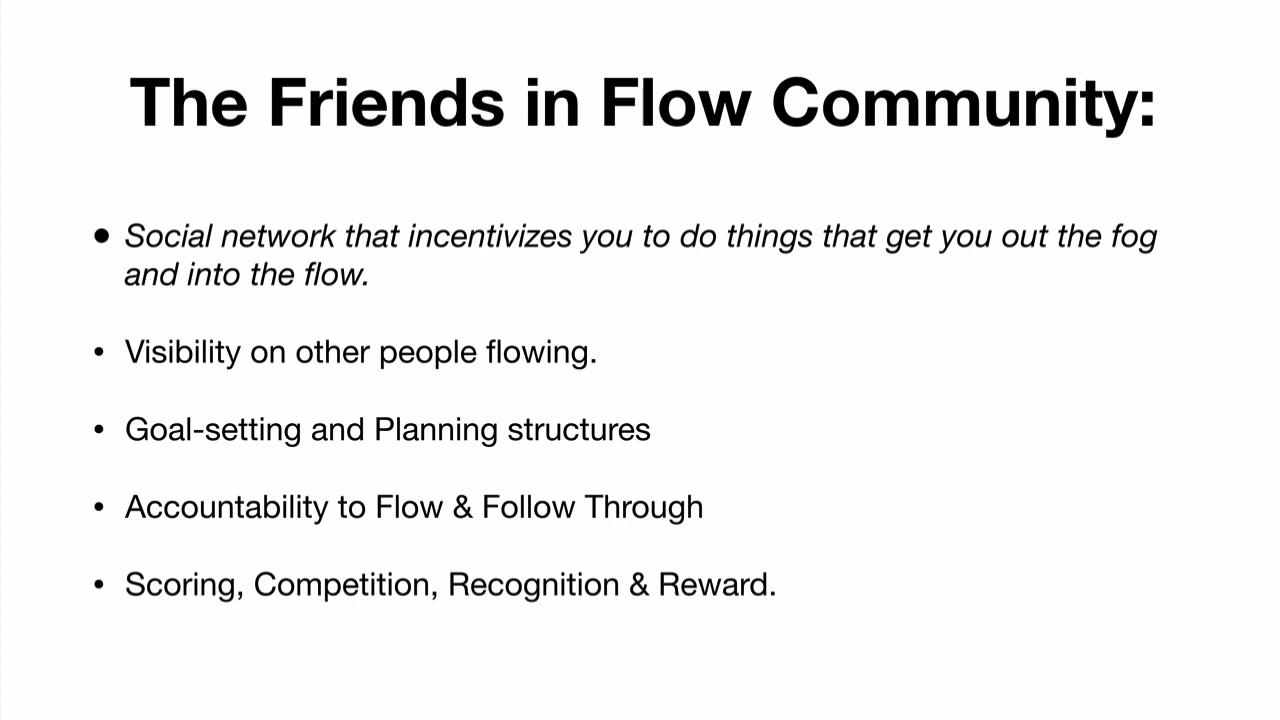 The Friends in Flow Community:
• Social network that incentivizes you to do things that get you out the fog
and into the flow.
• Visibility on other people flowing.
• Goal-setting and Planning structures
• Accountability to Flow & Follow Through
• Scoring, Competition, Recognition & Reward.